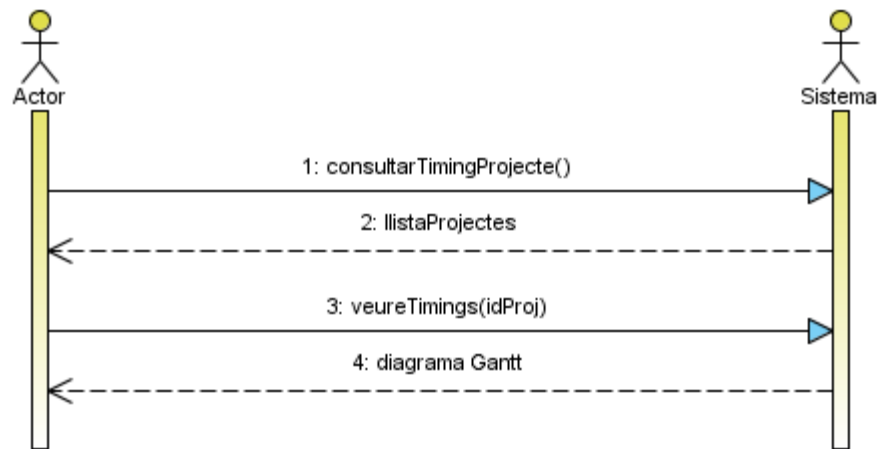 Actor
Sistema
1: consultarTimingProjecte()
2: llistaProjectes
3: veureTimings(idProj)
4: diagrama Gantt